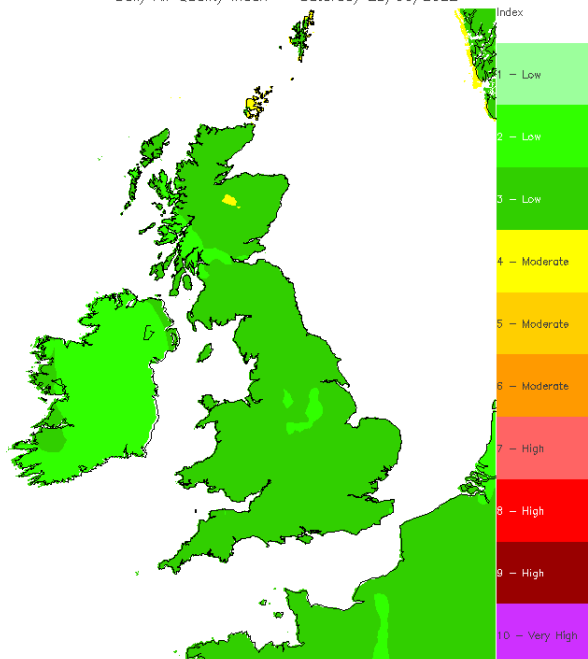 Index
1 - Low
2 - Low
3 - Low
4 - Moderate
5 - Moderate
6 - Moderate
7 - High
8 - High
9 - High
10 - Very High